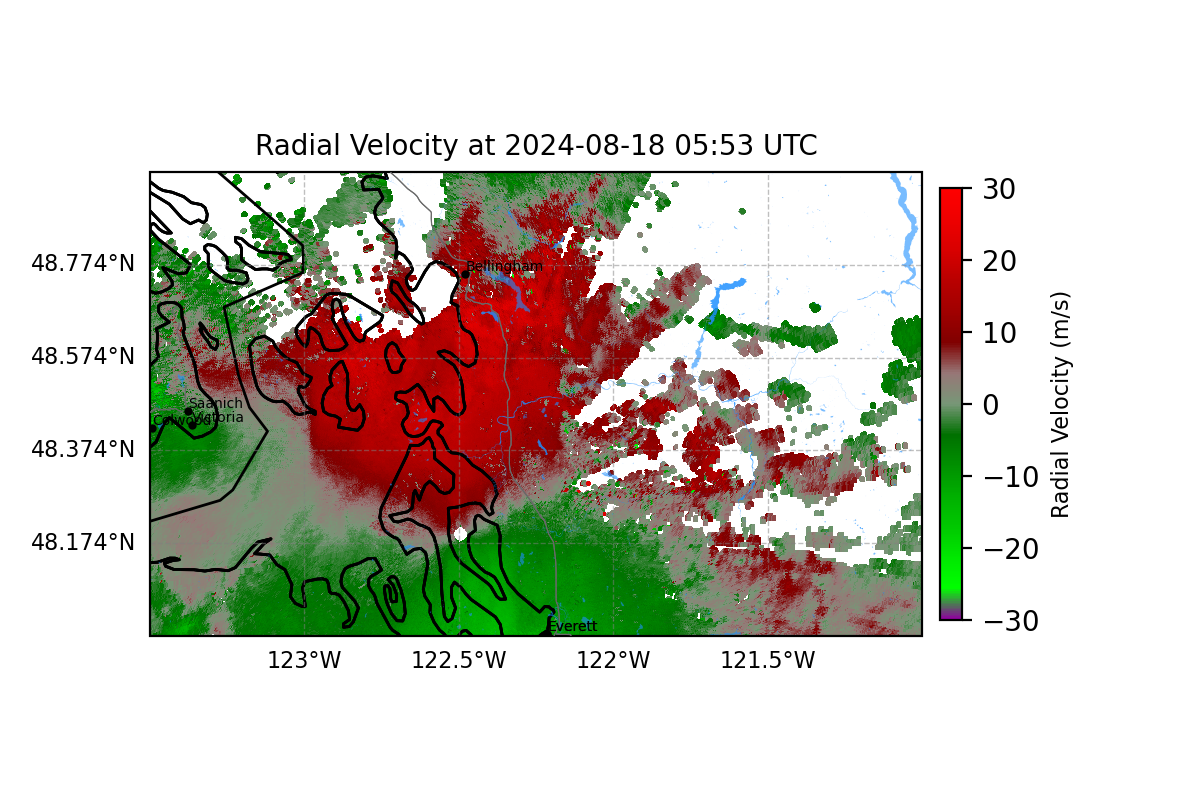 Radial Velocity at 2024-08-18 05:53 UTC
48.774°N
48.574°N
48.374°N
48.174°N
123°W
122.5°W
122°W
121.5°W
Bellingham
Saanich
Victoria
Colwood
Everett
30
20
10
0
−10
−20
−30
Radial Velocity (m/s)